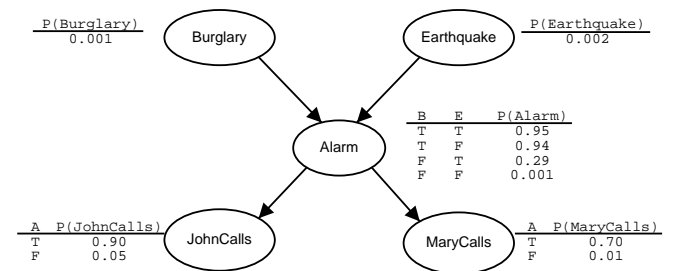 P(Burglary)
0.001
Burglary
Earthquake
P(Earthquake)
0.002
Alarm
B E P(Alarm)
T T 0.95
T F 0.94
F T 0.29
F F 0.001
A P(JohnCalls)
T 0.90
F 0.05
JohnCalls
MaryCalls
A P(MaryCalls)
T 0.70
F 0.01